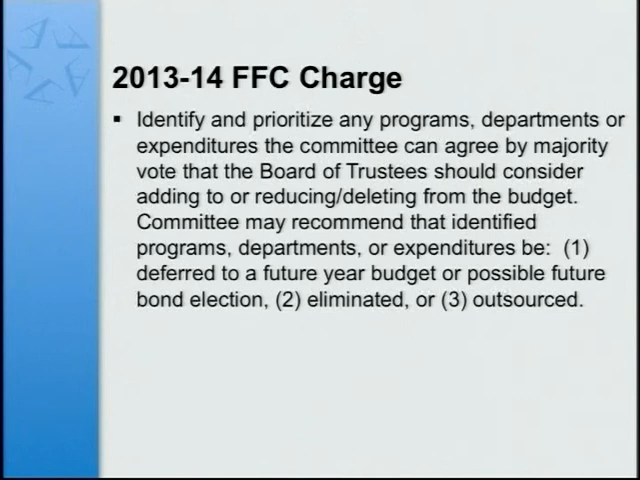 2013-14 FFC Charge
▪ Identify and prioritize any programs, departments or
expenditures the committee can agree by majority
vote that the Board of Trustees should consider
adding to or reducing/deleting from the budget.
Committee may recommend that identified
programs, departments, or expenditures be:  (1)
deferred to a future year budget or possible future
bond election, (2) eliminated, or (3) outsourced.